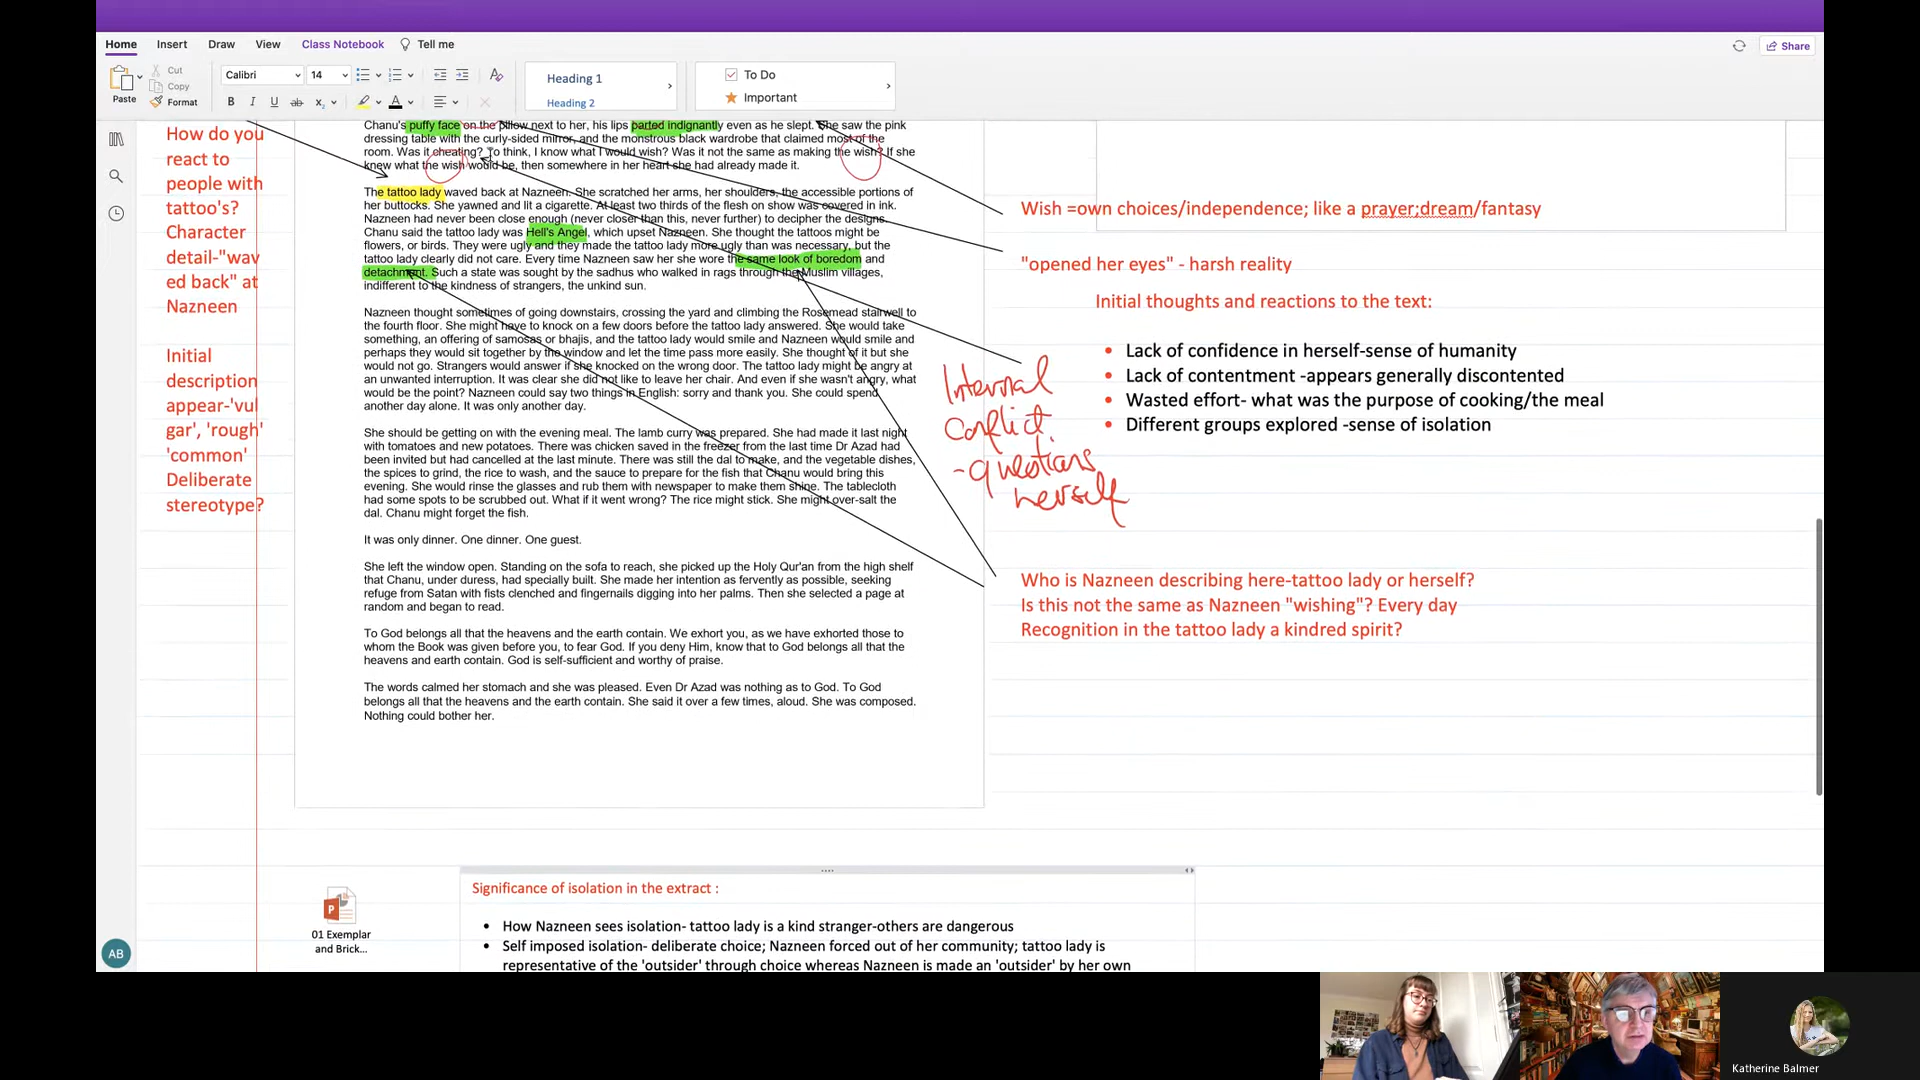 Home Insert Draw View Class Notebook Tell me
Share
Paste
Cut
Copy
Format
Calibri 14
B I U ab x₂ A
Heading 1
Heading 2
To Do
Important
How do you
react to
people with
tattoo's?
Character
detail-"wav
ed back" at
Nazneen
Initial
description
appear-'vul
gar', 'rough'
'common'
Deliberate
stereotype?
Chanu's puffy face on the pillow next to her, his lips parted indignantly even as he slept. She saw the pink
dressing table with the curly-sided mirror, and the monstrous black wardrobe that claimed most of the
room. Was it cheating? To think, I know what I would wish? Was it not the same as making the wish? If she
knew what the wish would be, then somewhere in her heart she had already made it.
The tattoo lady waved back at Nazneen. She scratched her arms, her shoulders, the accessible portions of
her buttocks. She yawned and lit a cigarette. At least two thirds of the flesh on show was covered in ink.
Nazneen had never been close enough (never closer than this, never further) to decipher the designs.
Chanu said the tattoo lady was Hell's Angel, which upset Nazneen. She thought the tattoos might be
flowers, or birds. They were ugly and they made the tattoo lady more ugly than was necessary, but the
tattoo lady clearly did not care. Every time Nazneen saw her she wore the same look of boredom and
detachment. Such a state was sought by the sadhus who walked in rags through the Muslim villages,
indifferent to the kindness of strangers, the unkind sun.
Nazneen thought sometimes of going downstairs, crossing the yard and climbing the Rosemead stairwell to
the fourth floor. She might have to knock on a few doors before the tattoo lady answered. She would take
something, an offering of samosas or bhajis, and the tattoo lady would smile and Nazneen would smile and
perhaps they would sit together by the window and let the time pass more easily. She thought of it but she
would not go. Strangers would answer if she knocked on the wrong door. The tattoo lady might be angry at
an unwanted interruption. It was clear she did not like to leave her chair. And even if she wasn't angry, what
would be the point? Nazneen could say two things in English: sorry and thank you. She could spend
another day alone. It was only another day.
She should be getting on with the evening meal. The lamb curry was prepared. She had made it last night
with tomatoes and new potatoes. There was chicken saved in the freezer from the last time Dr Azad had
been invited but had cancelled at the last minute. There was still the dal to make, and the vegetable dishes,
the spices to grind, the rice to wash, and the sauce to prepare for the fish that Chanu would bring this
evening. She would rinse the glasses and rub them with newspaper to make them shine. The tablecloth
had some spots to be scrubbed out. What if it went wrong? The rice might stick. She might over-salt the
dal. Chanu might forget the fish.
It was only dinner. One dinner. One guest.
She left the window open. Standing on the sofa to reach, she picked up the Holy Qur'an from the high shelf
that Chanu, under duress, had specially built. She made her intention as fervently as possible, seeking
refuge from Satan with fists clenched and fingernails digging into her palms. Then she selected a page at
random and began to read.
To God belongs all that the heavens and the earth contain. We exhort you, as we have exhorted those to
whom the Book was given before you, to fear God. If you deny Him, know that to God belongs all that the
heavens and earth contain. God is self-sufficient and worthy of praise.
The words calmed her stomach and she was pleased. Even Dr Azad was nothing as to God. To God
belongs all that the heavens and the earth contain. She said it over a few times, aloud. She was composed.
Nothing could bother her.
Wish =own choices/independence; like a prayer;dream/fantasy
"opened her eyes" - harsh reality
Initial thoughts and reactions to the text:
• Lack of confidence in herself-sense of humanity
• Lack of contentment -appears generally discontented
• Wasted effort- what was the purpose of cooking/the meal
• Different groups explored -sense of isolation
Internal
Conflict.
-questions
herself
Who is Nazneen describing here-tattoo lady or herself?
Is this not the same as Nazneen "wishing"? Every day
Recognition in the tattoo lady a kindred spirit?
01 Exemplar
and Brick...
Significance of isolation in the extract :
• How Nazneen sees isolation- tattoo lady is a kind stranger-others are dangerous
• Self imposed isolation- deliberate choice; Nazneen forced out of her community; tattoo lady is
representative of the 'outsider' through choice whereas Nazneen is made an 'outsider' by her own
AB
Katherine Balmer